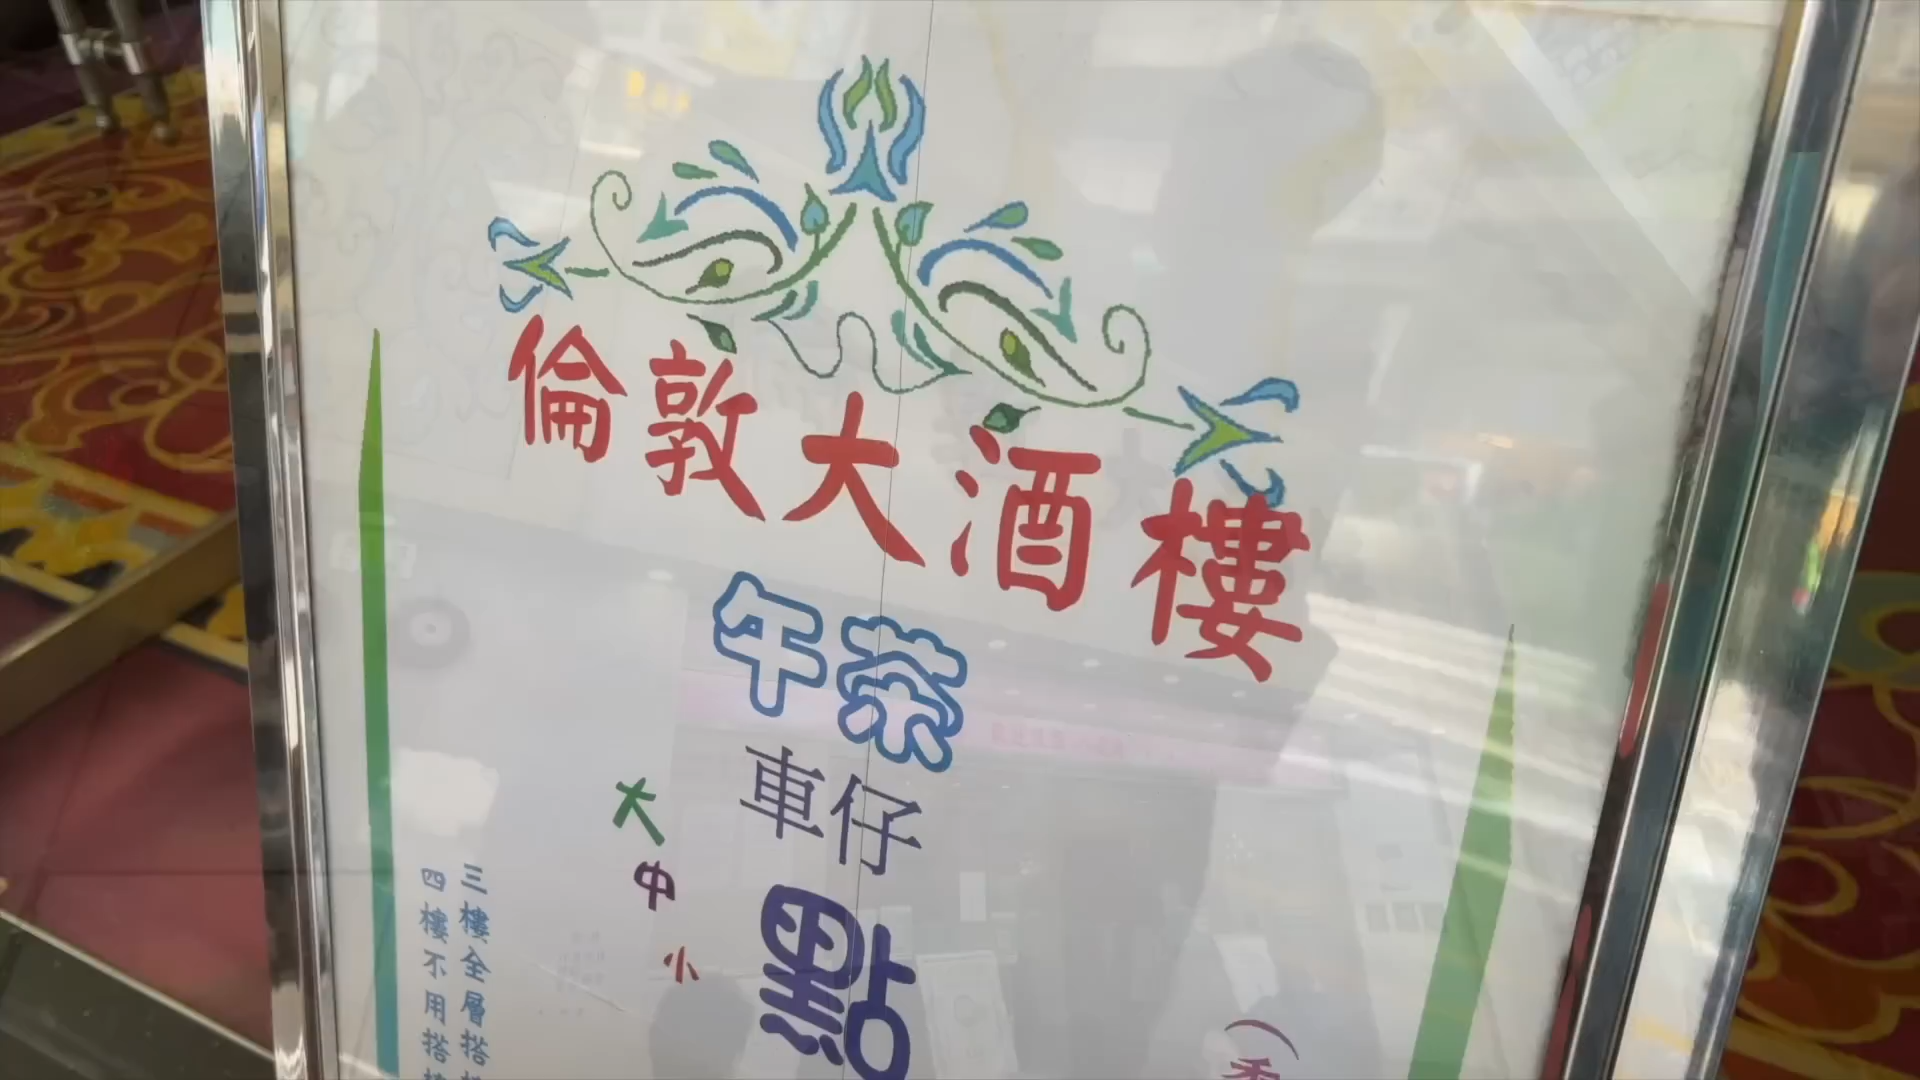 倫敦大酒樓
午茶
車仔
點
大
中
小
三樓全層搭
四樓不用搭